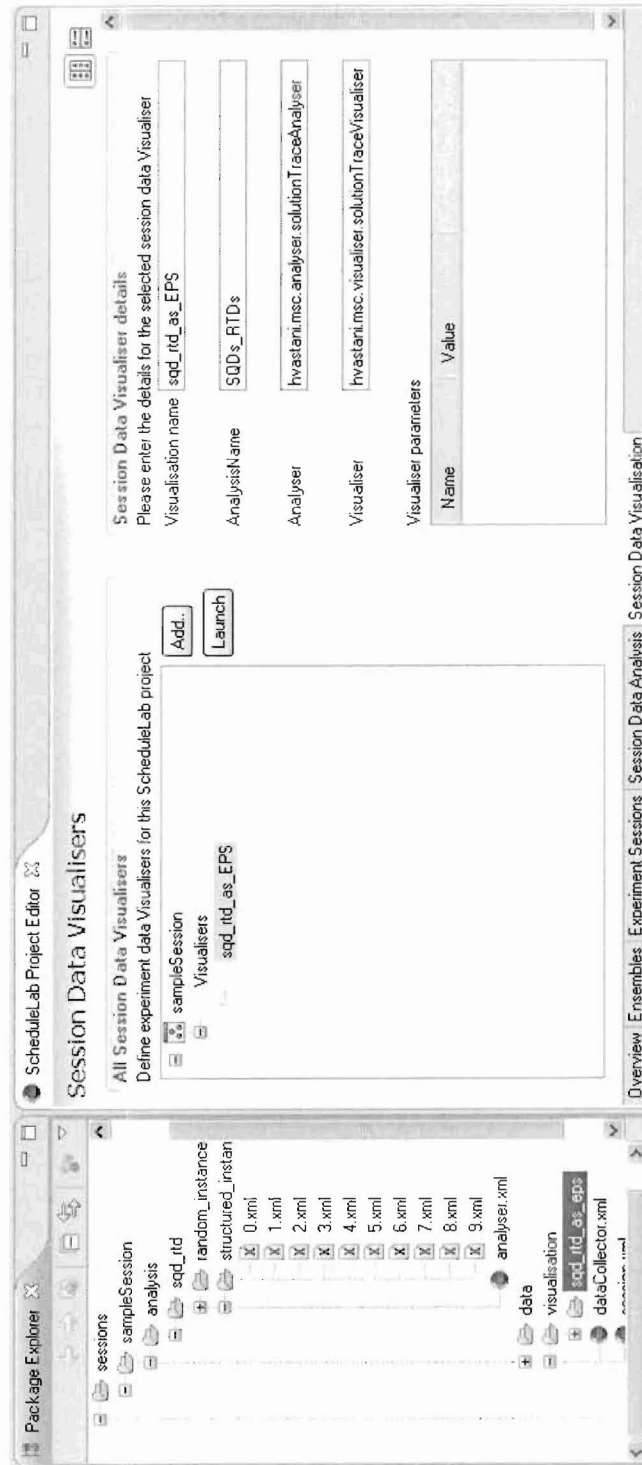 Package Explorer
sessions
sampleSession
analysis
sqd_rtd
random_instance
structured_instan
0.xml
1.xml
2.xml
3.xml
4.xml
5.xml
6.xml
7.xml
8.xml
9.xml
analyser.xml
data
visualisation
sqd_rtd_as_eps
dataCollector.xml
session.xml
ScheduleLab Project Editor
Session Data Visualisers
All Session Data Visualisers
Define experiment data Visualisers for this ScheduleLab project
sampleSession
Visualisers
sqd_rtd_as_EPS
Add..
Launch
Session Data Visualiser details
Please enter the details for the selected session data Visualiser
Visualisation name sqd_rtd_as_EPS
AnalysisName SQDs_RTDs
Analyser hvastani.msc.analyser.solutionTraceAnalyser
Visualiser hvastani.msc.visualiser.solutionTraceVisualiser
Visualiser parameters
Name Value
Overview Ensembles Experiment Sessions Session Data Analysis Session Data Visualisation